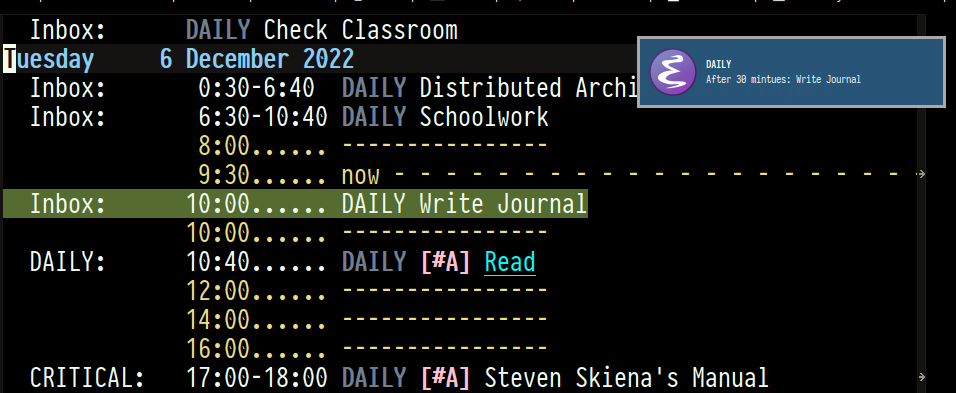 Inbox: DAILY Check Classroom
Tuesday 6 December 2022
Inbox: 0:30-6:40 DAILY Distributed Archi
DAILY
After 30 mintues: Write Journal
Inbox: 6:30-10:40 DAILY Schoolwork
8:00...... ----------------
9:30...... now - - - - - - - - - - - - - - - - - - - -
Inbox: 10:00...... DAILY Write Journal
10:00...... ----------------
DAILY: 10:40...... DAILY [#A] Read
12:00...... ----------------
14:00...... ----------------
16:00...... ----------------
CRITICAL: 17:00-18:00 DAILY [#A] Steven Skiena's Manual